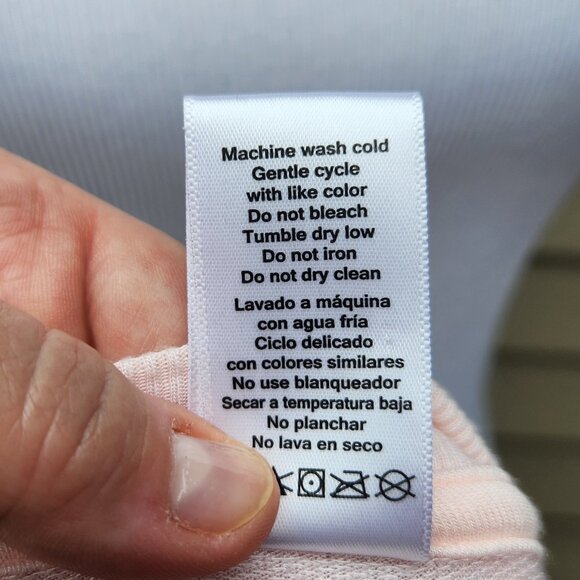 Machine wash cold
Gentle cycle
with like color
Do not bleach
Tumble dry low
Do not iron
Do not dry clean
Lavado a máquina
con agua fría
Ciclo delicado
con colores similares
No use blanqueador
Secar a temperatura baja
No planchar
No lava en seco